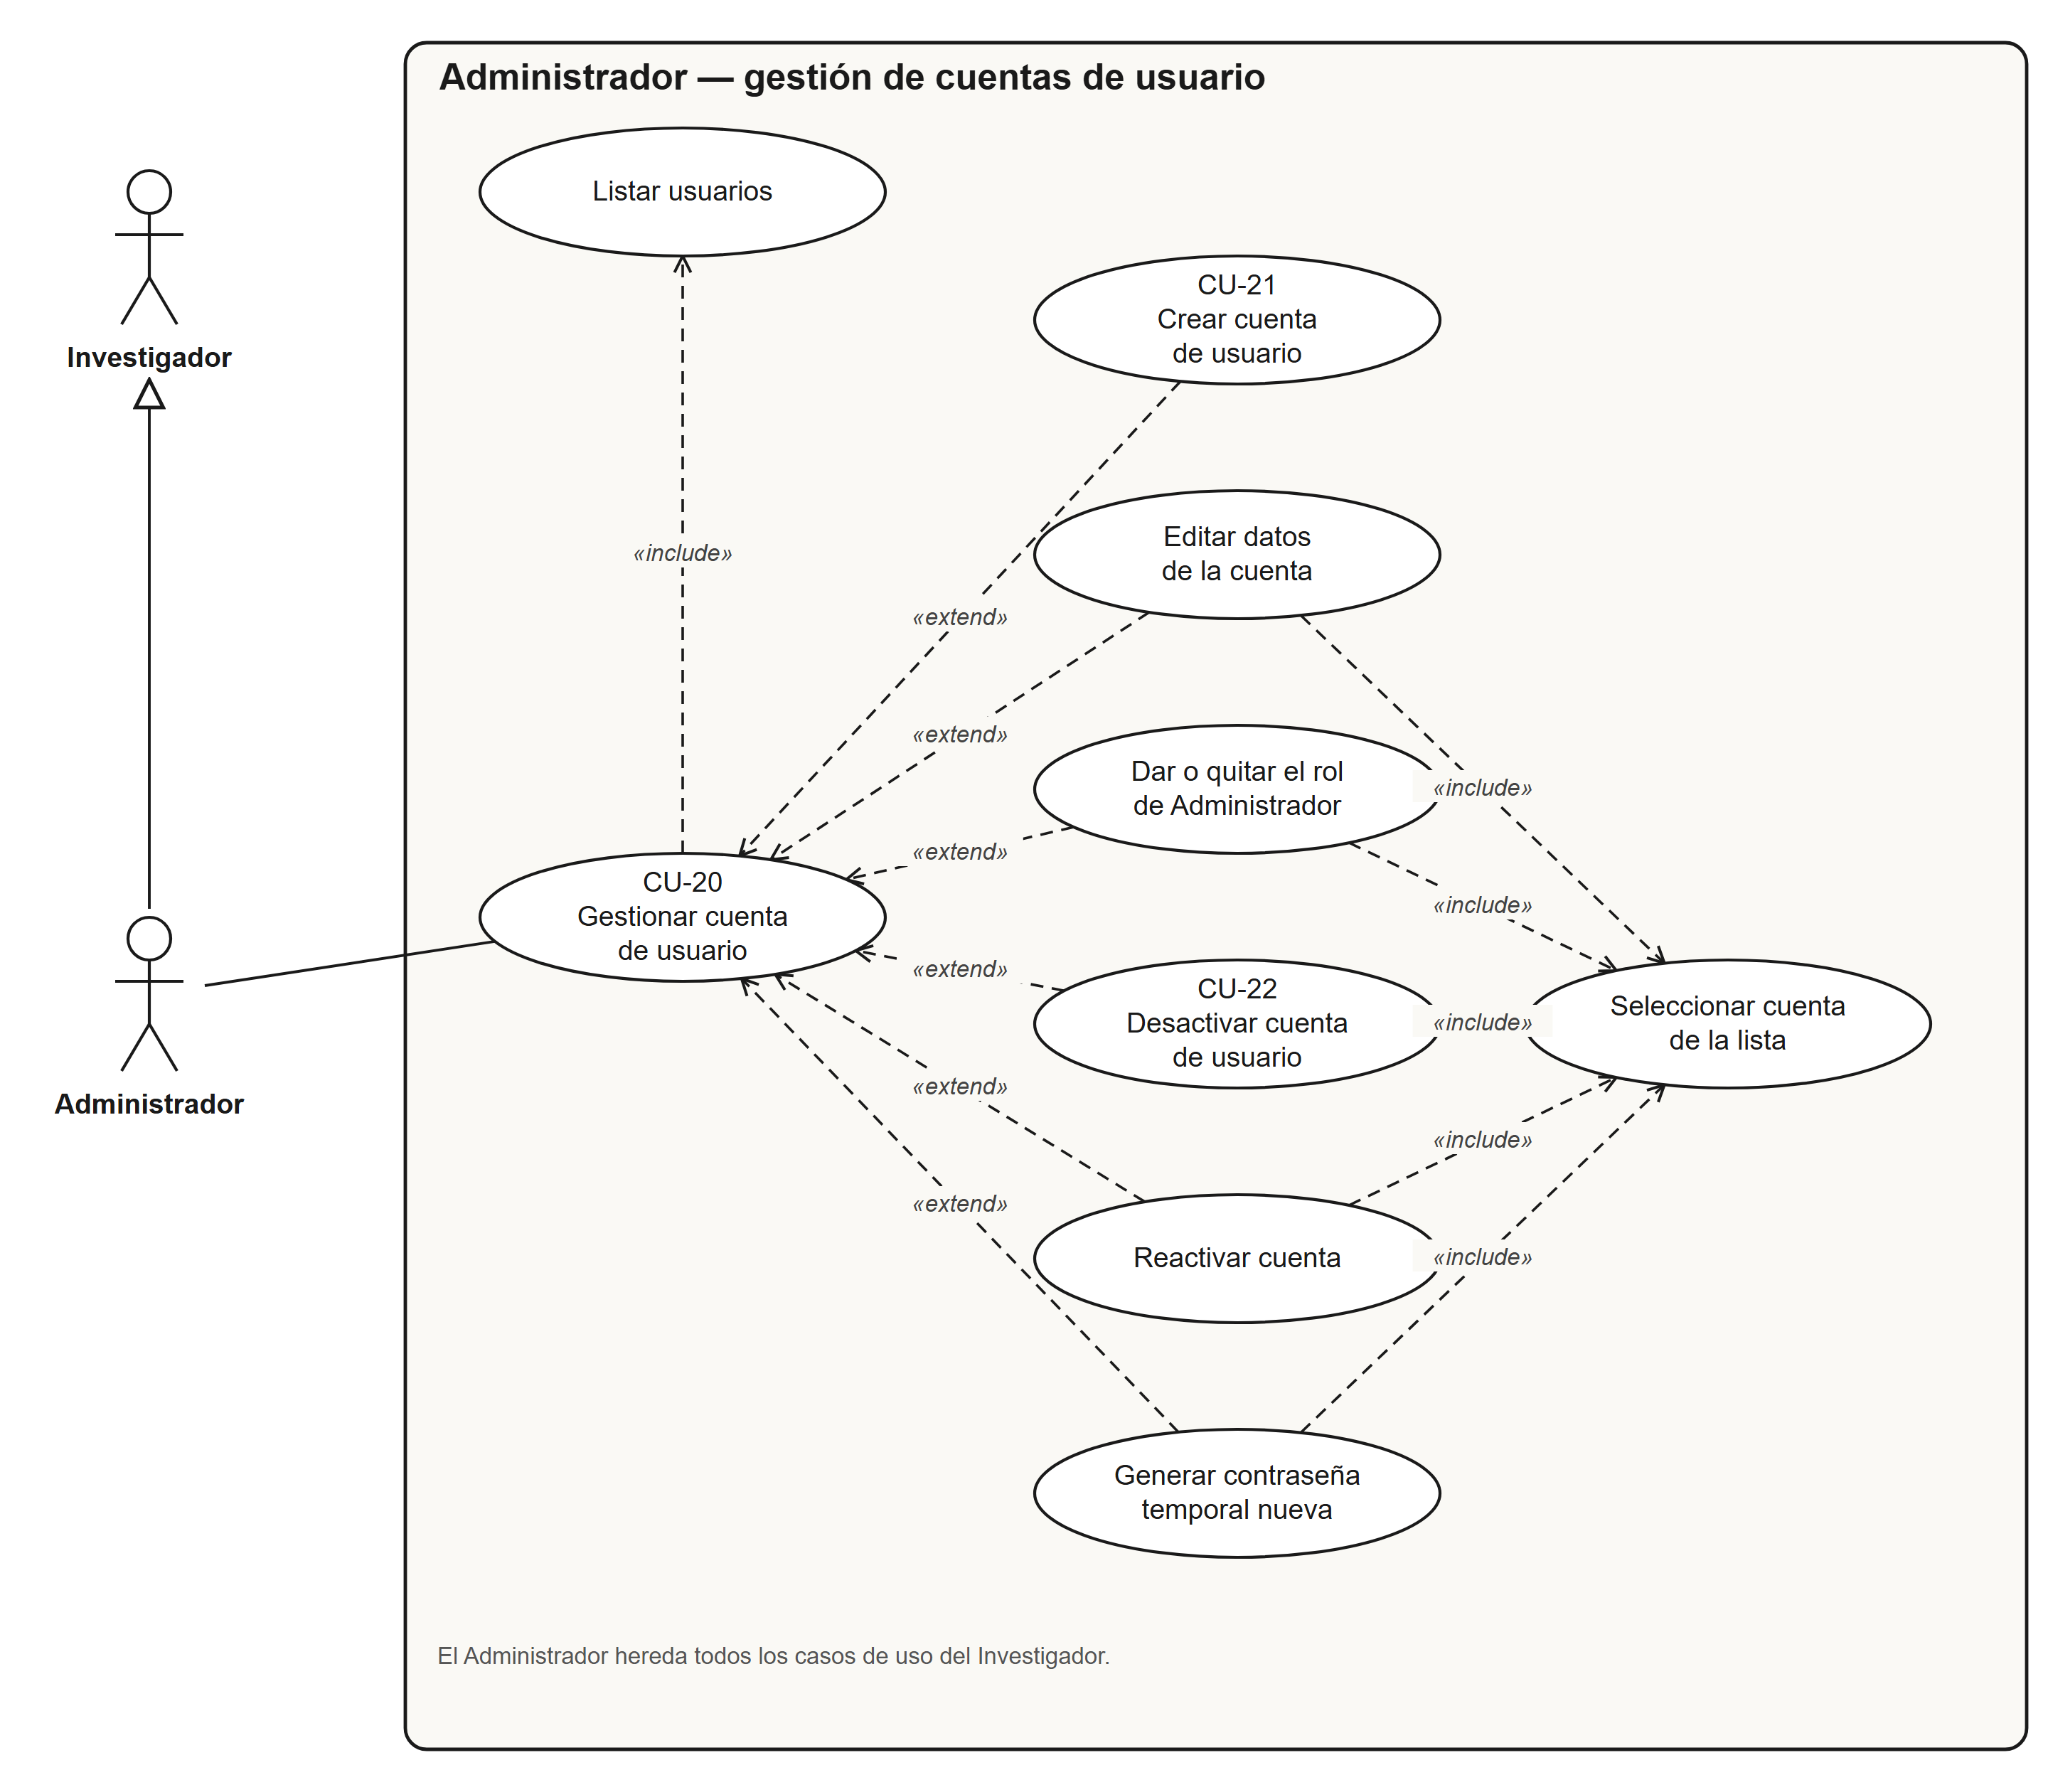 Administrador — gestión de cuentas de usuario
Listar usuarios
Investigador
CU-21
Crear cuenta
de usuario
«include»
Editar datos
de la cuenta
«extend»
«extend»
Dar o quitar el rol
de Administrador
«include»
«extend»
CU-20
Gestionar cuenta
de usuario
«include»
«extend»
CU-22
Desactivar cuenta
de usuario
«include»
Seleccionar cuenta
de la lista
Administrador
«extend»
«include»
«extend»
Reactivar cuenta
«include»
Generar contraseña
temporal nueva
El Administrador hereda todos los casos de uso del Investigador.